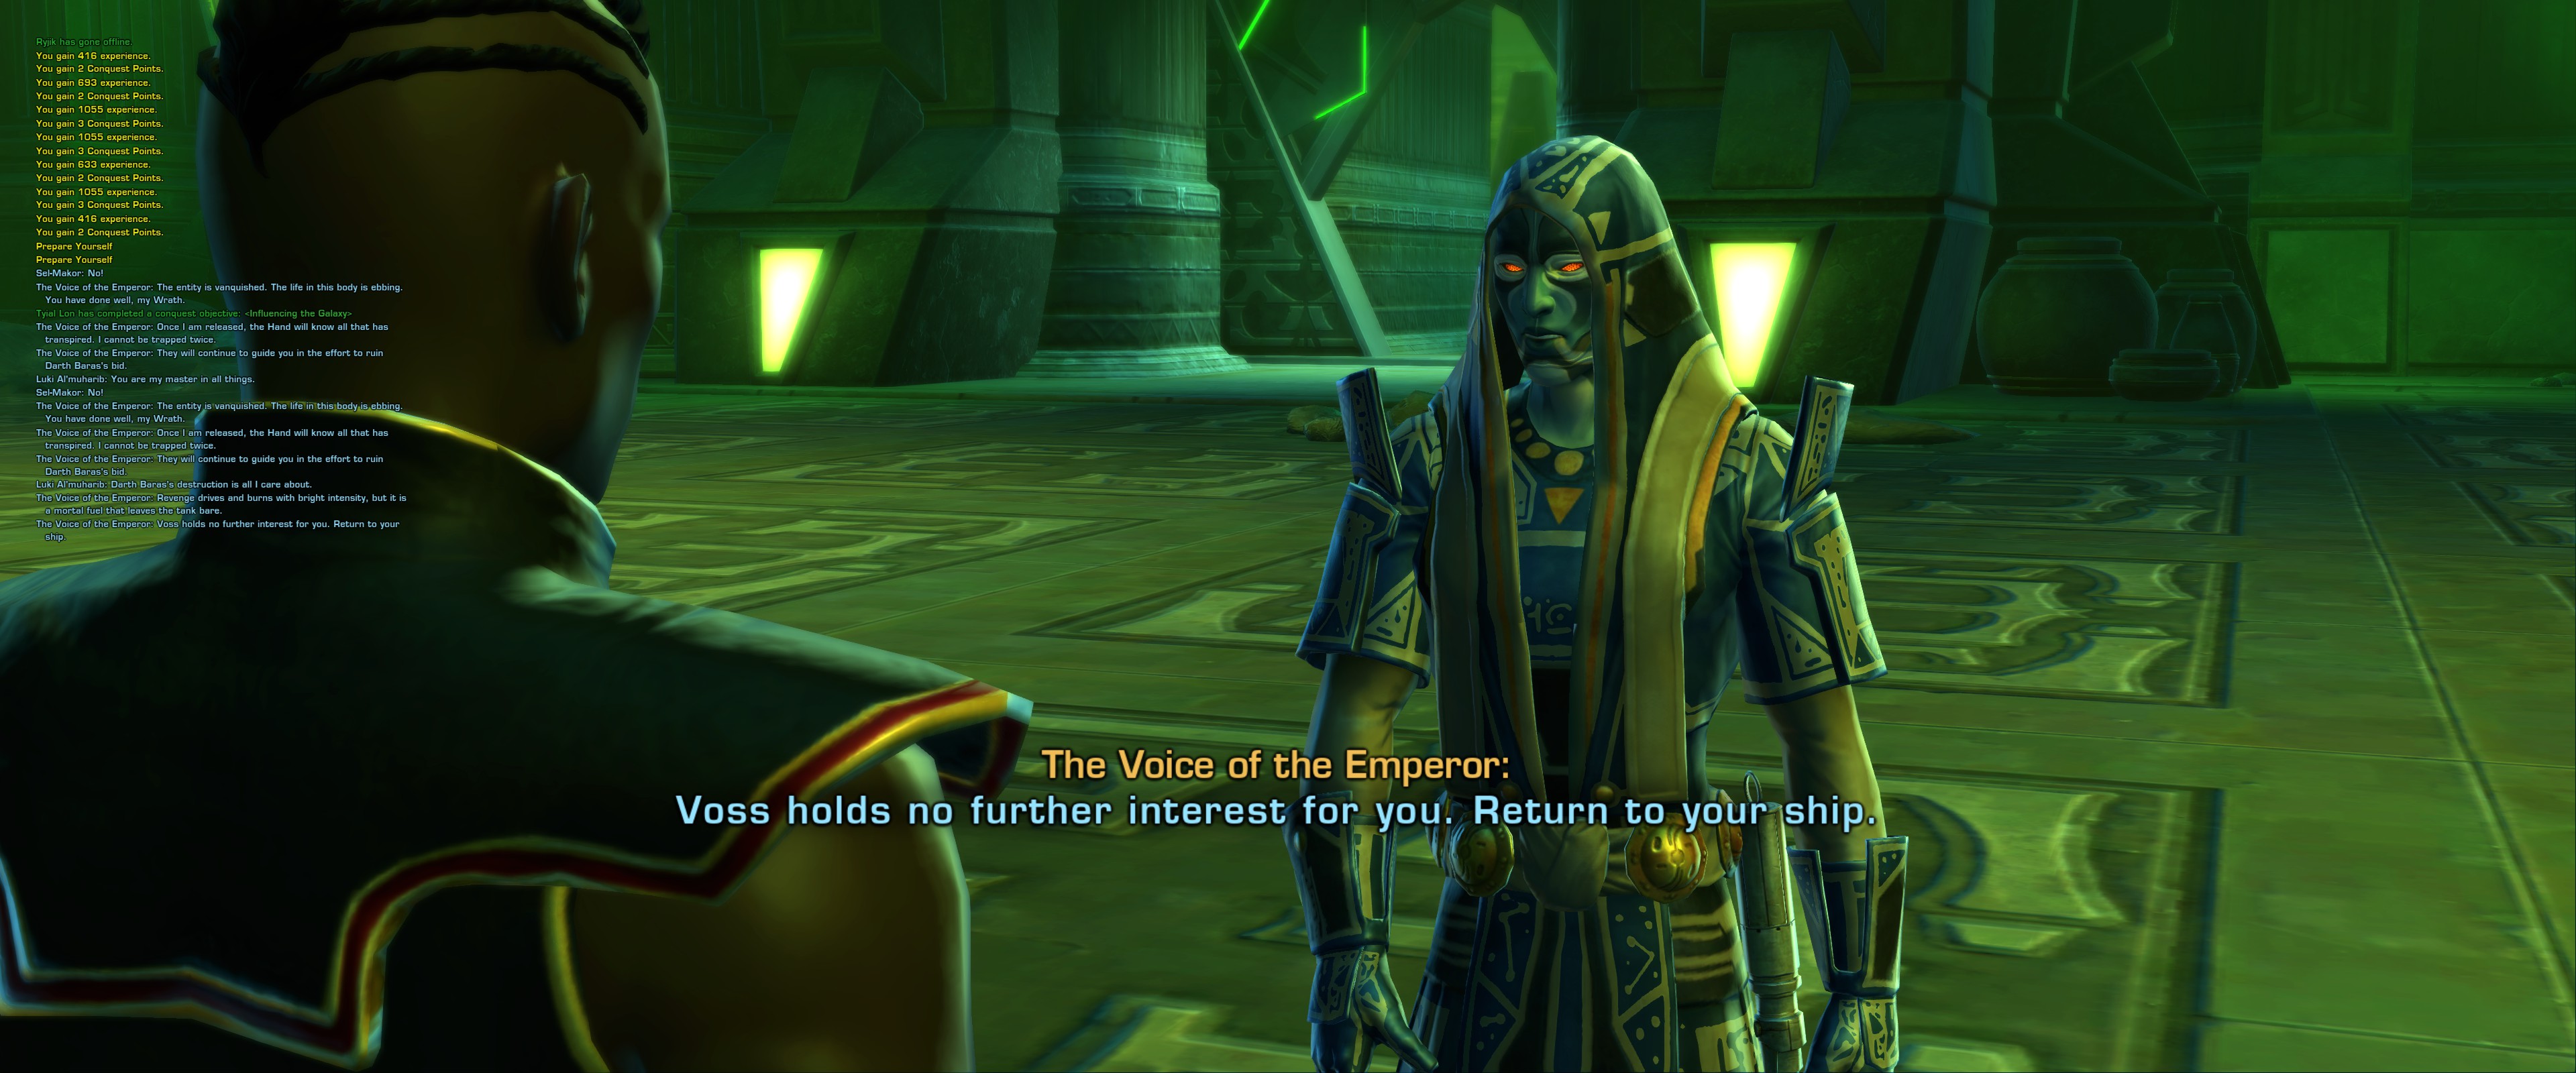 Ryjik has gone offline.
You gain 416 experience.
You gain 2 Conquest Points.
You gain 693 experience.
You gain 2 Conquest Points.
You gain 1055 experience.
You gain 3 Conquest Points.
You gain 1055 experience.
You gain 3 Conquest Points.
You gain 633 experience.
You gain 2 Conquest Points.
You gain 1055 experience.
You gain 3 Conquest Points.
You gain 416 experience.
You gain 2 Conquest Points.
Prepare Yourself
Prepare Yourself
Sel-Makor: No!
The Voice of the Emperor: The entity is vanquished. The life in this body is ebbing.
You have done well, my Wrath.
Tyial Lon has completed a conquest objective: <Influencing the Galaxy>
The Voice of the Emperor: Once I am released, the Hand will know all that has
transpired. I cannot be trapped twice.
The Voice of the Emperor: They will continue to guide you in the effort to ruin
Darth Baras's bid.
Luki Al'muharib: You are my master in all things.
Sel-Makor: No!
The Voice of the Emperor: The entity is vanquished. The life in this body is ebbing.
You have done well, my Wrath.
The Voice of the Emperor: Once I am released, the Hand will know all that has
transpired. I cannot be trapped twice.
The Voice of the Emperor: They will continue to guide you in the effort to ruin
Darth Baras's bid.
Luki Al'muharib: Darth Baras's destruction is all I care about.
The Voice of the Emperor: Revenge drives and burns with bright intensity, but it is
a mortal fuel that leaves the tank bare.
The Voice of the Emperor: Voss holds no further interest for you. Return to your
ship.
The Voice of the Emperor:
Voss holds no further interest for you. Return to your ship.